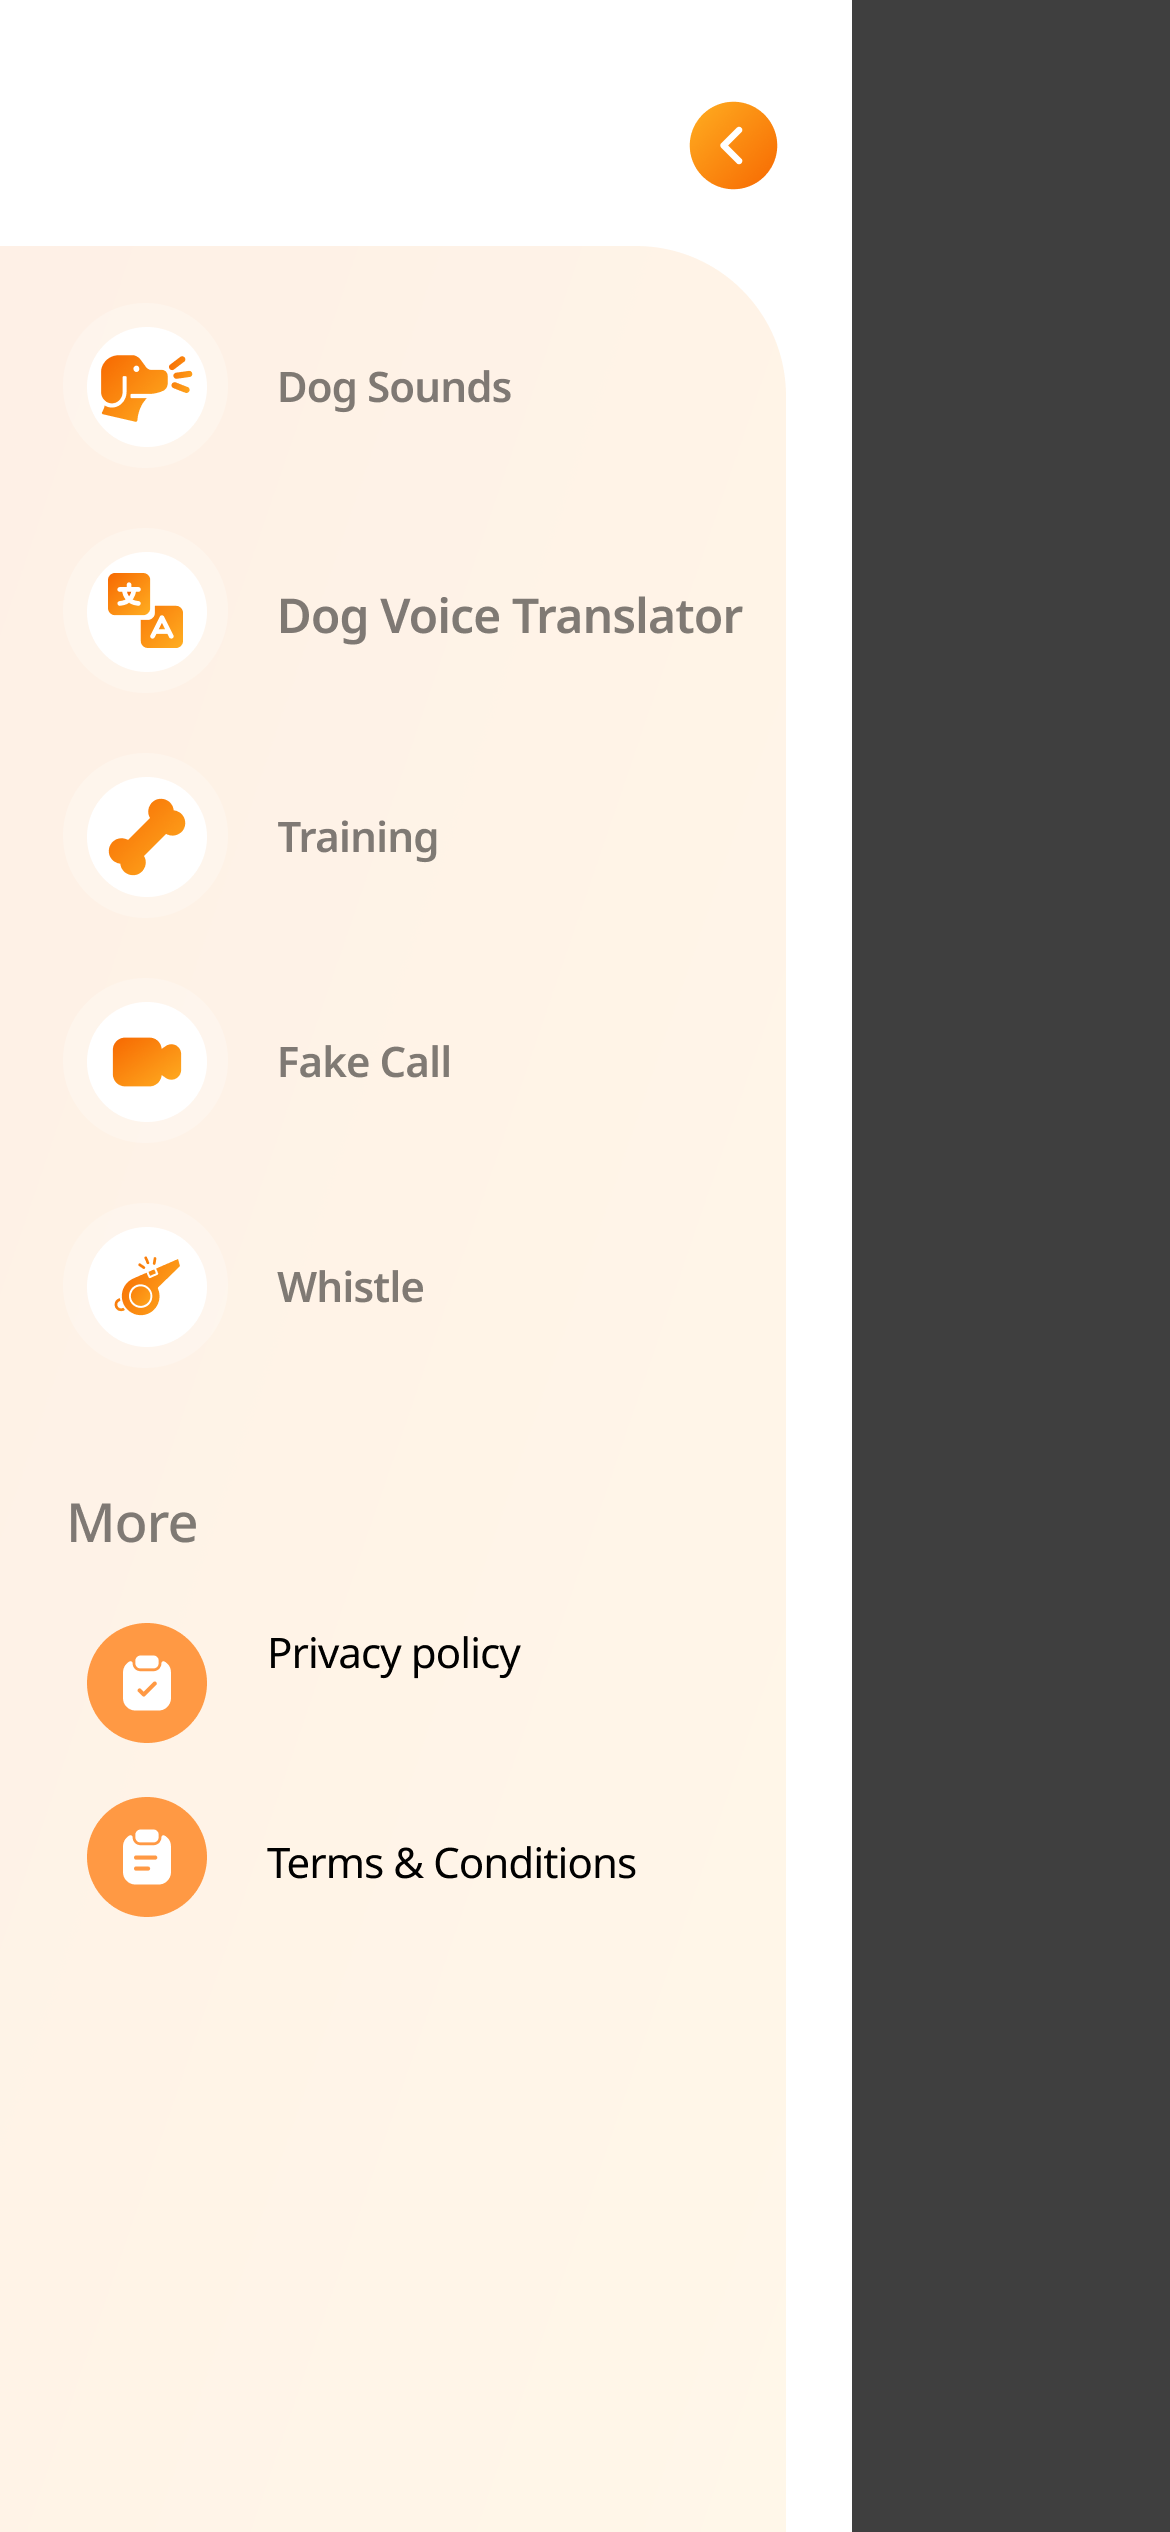 Dog Sounds
文
A
Dog Voice Translator
Training
Fake Call
Whistle
More
Privacy policy
Terms & Conditions